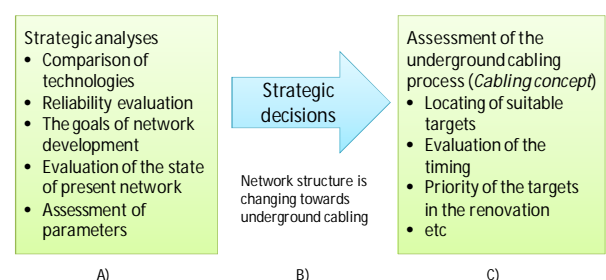 Strategic analyses
• Comparison of
technologies
• Reliability evaluation
• The goals of network
development
• Evaluation of the state
of present network
• Assessment of
parameters
A)
Strategic
decisions
Network structure is
changing towards
underground cabling
B)
Assessment of the
underground cabling
process (Cabling concept)
• Locating of suitable
targets
• Evaluation of the
timing
• Priority of the targets
in the renovation
• etc
C)